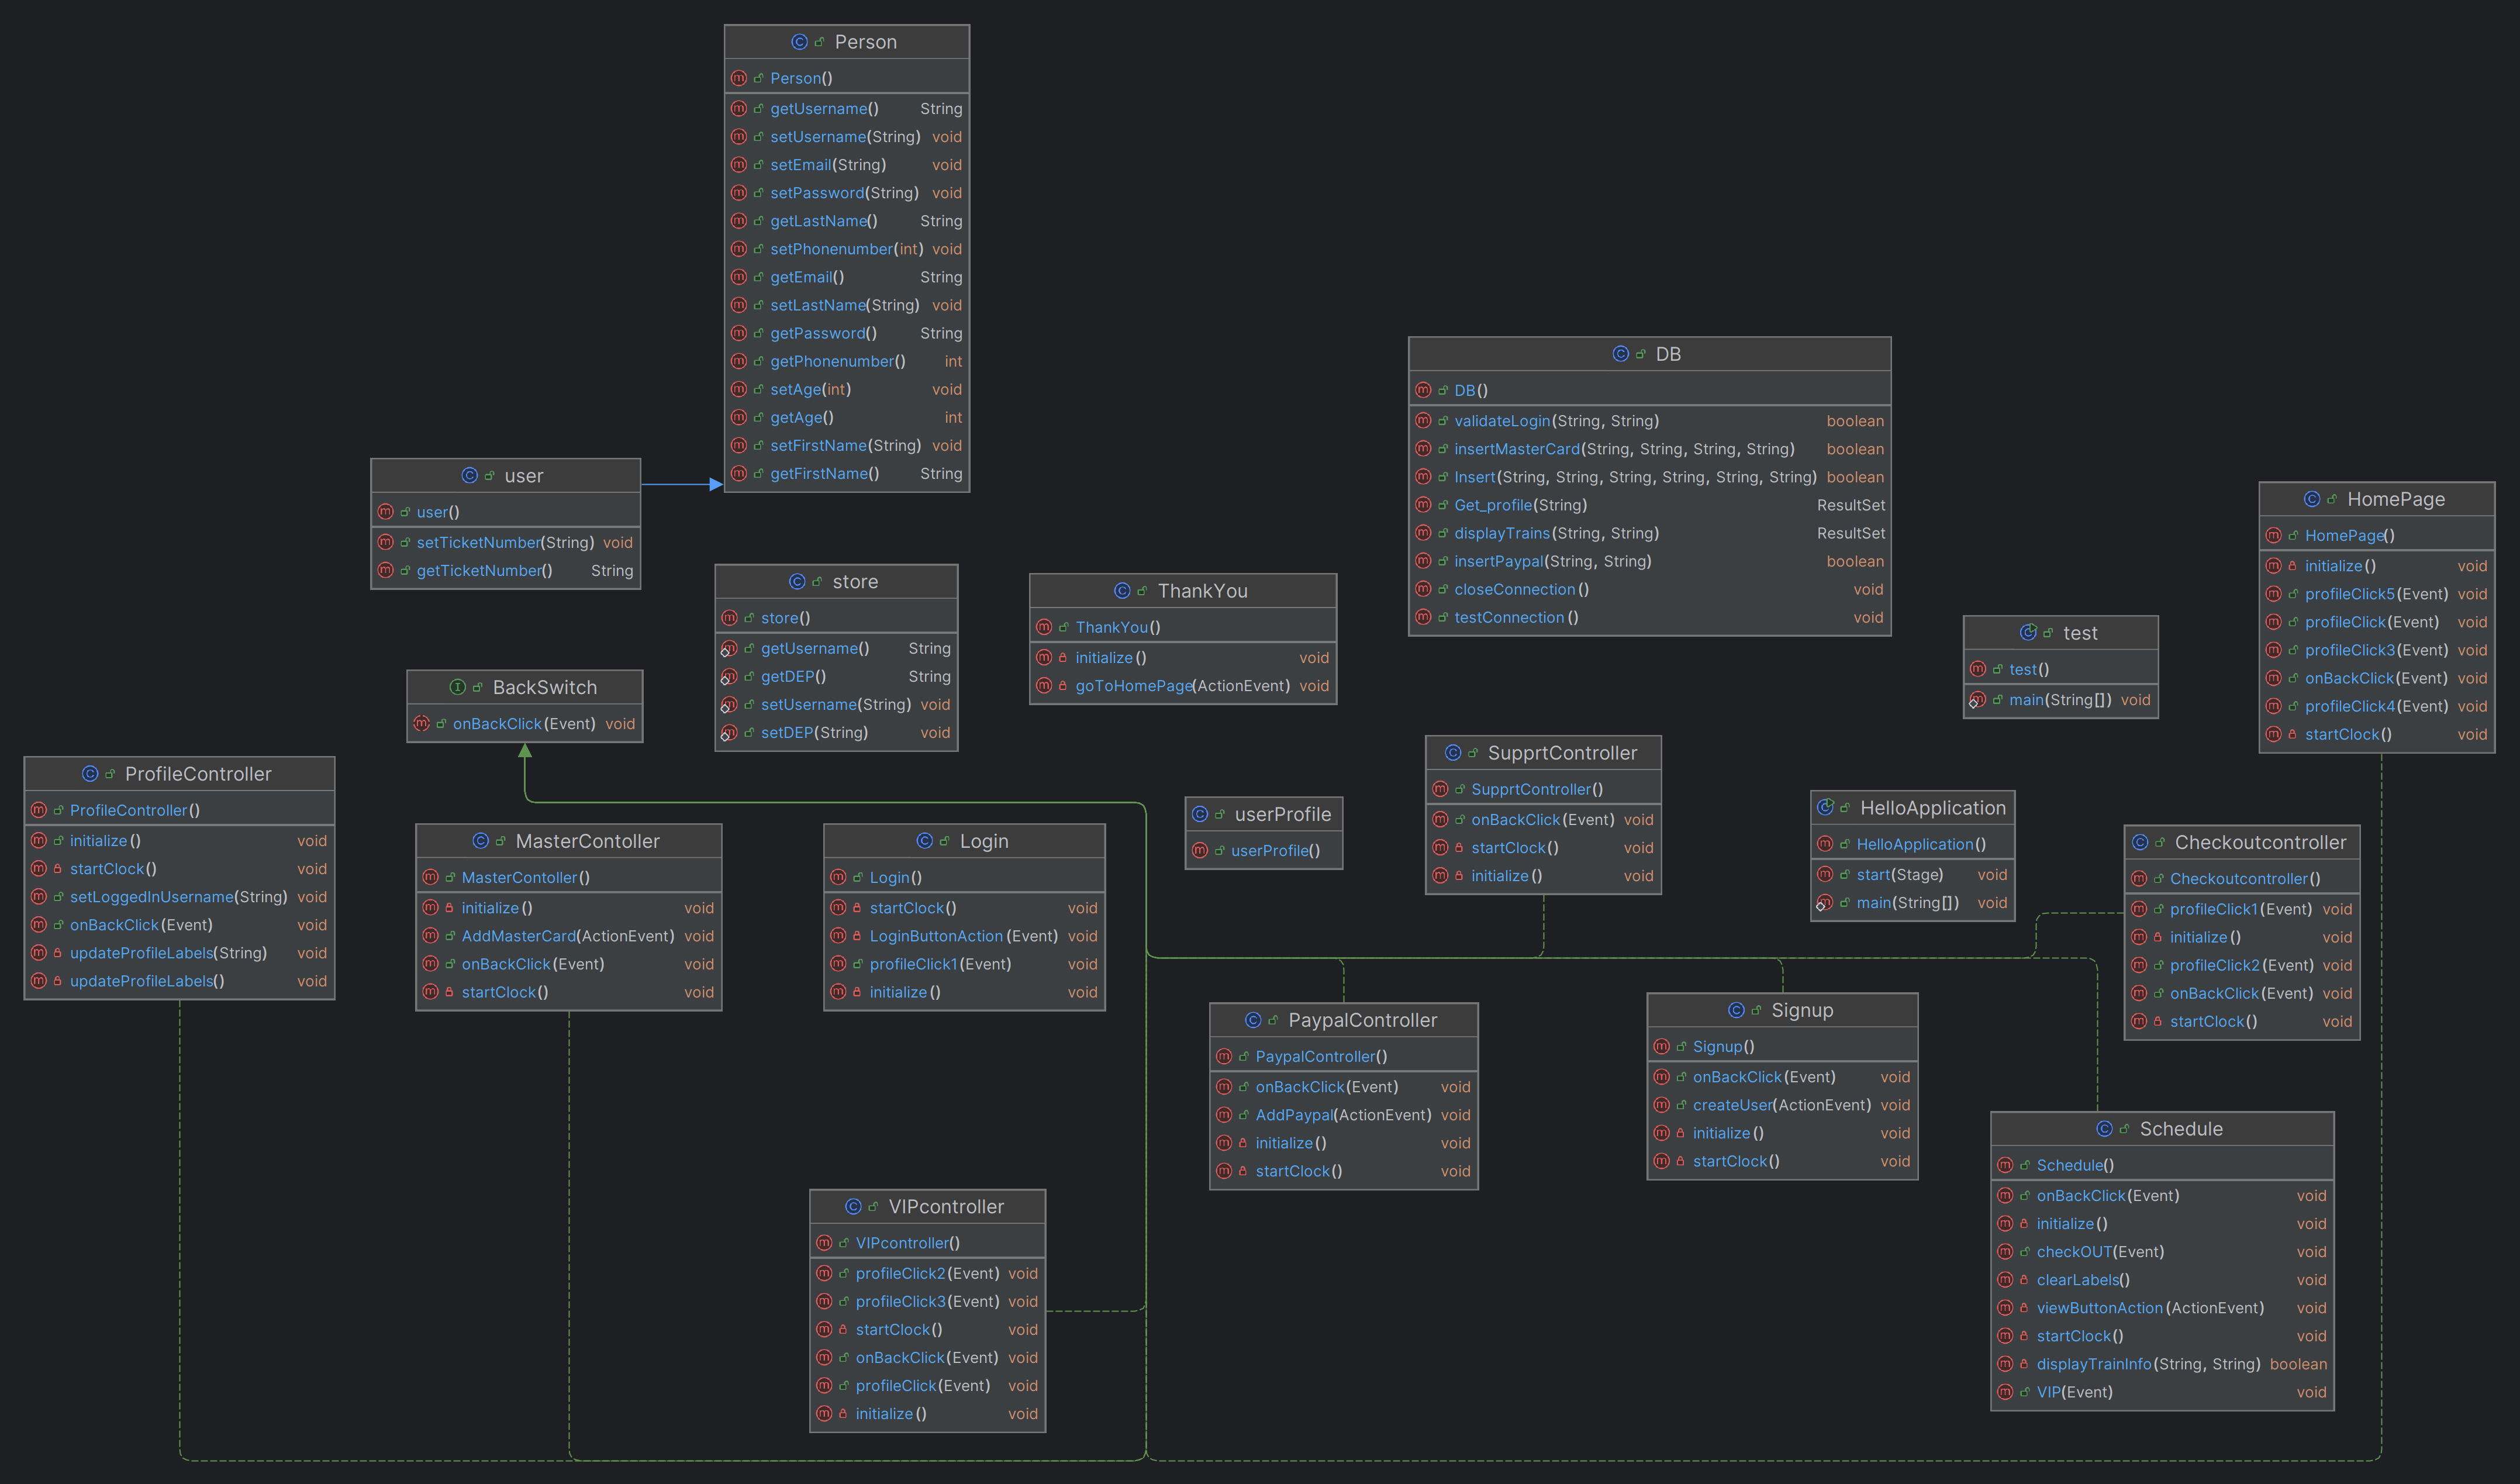 Person
Person()
getUsername() String
setUsername(String) void
setEmail(String) void
setPassword(String) void
getLastName() String
setPhonenumber(int) void
getEmail() String
setLastName(String) void
getPassword() String
getPhonenumber() int
setAge(int) void
getAge() int
setFirstName(String) void
getFirstName() String
user
user()
setTicketNumber(String) void
getTicketNumber() String
DB
DB()
validateLogin(String, String) boolean
insertMasterCard(String, String, String, String) boolean
Insert(String, String, String, String, String, String) boolean
Get_profile(String) ResultSet
displayTrains(String, String) ResultSet
insertPaypal(String, String) boolean
closeConnection() void
testConnection() void
HomePage
HomePage()
initialize() void
profileClick5(Event) void
profileClick(Event) void
profileClick3(Event) void
onBackClick(Event) void
profileClick4(Event) void
startClock() void
store
store()
getUsername() String
getDEP() String
setUsername(String) void
setDEP(String) void
ThankYou
ThankYou()
initialize() void
goToHomePage(ActionEvent) void
test
test()
main(String[]) void
BackSwitch
onBackClick(Event) void
ProfileController
ProfileController()
initialize() void
startClock() void
setLoggedInUsername(String) void
onBackClick(Event) void
updateProfileLabels(String) void
updateProfileLabels() void
MasterContoller
MasterContoller()
initialize() void
AddMasterCard(ActionEvent) void
onBackClick(Event) void
startClock() void
Login
Login()
startClock() void
LoginButtonAction(Event) void
profileClick1(Event) void
initialize() void
userProfile
userProfile()
SupprtController
SupprtController()
onBackClick(Event) void
startClock() void
initialize() void
HelloApplication
HelloApplication()
start(Stage) void
main(String[]) void
Checkoutcontroller
Checkoutcontroller()
profileClick1(Event) void
initialize() void
profileClick2(Event) void
onBackClick(Event) void
startClock() void
PaypalController
PaypalController()
onBackClick(Event) void
AddPaypal(ActionEvent) void
initialize() void
startClock() void
Signup
Signup()
onBackClick(Event) void
createUser(ActionEvent) void
initialize() void
startClock() void
Schedule
Schedule()
onBackClick(Event) void
initialize() void
checkOUT(Event) void
clearLabels() void
viewButtonAction(ActionEvent) void
startClock() void
displayTrainInfo(String, String) boolean
VIP(Event) void
VIPcontroller
VIPcontroller()
profileClick2(Event) void
profileClick3(Event) void
startClock() void
onBackClick(Event) void
profileClick(Event) void
initialize() void